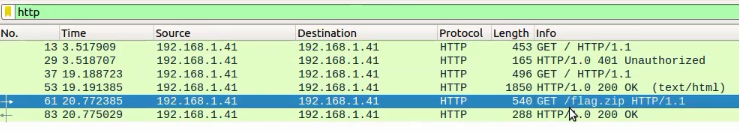 http
No. Time Source Destination Protocol Length Info
13 3.517909 192.168.1.41 192.168.1.41 HTTP 453 GET / HTTP/1.1
29 3.518707 192.168.1.41 192.168.1.41 HTTP 165 HTTP/1.0 401 Unauthorized
37 19.188723 192.168.1.41 192.168.1.41 HTTP 496 GET / HTTP/1.1
53 19.191385 192.168.1.41 192.168.1.41 HTTP 1850 HTTP/1.0 200 OK (text/html)
61 20.772385 192.168.1.41 192.168.1.41 HTTP 540 GET /flag.zip HTTP/1.1
83 20.775029 192.168.1.41 192.168.1.41 HTTP 288 HTTP/1.0 200 OK